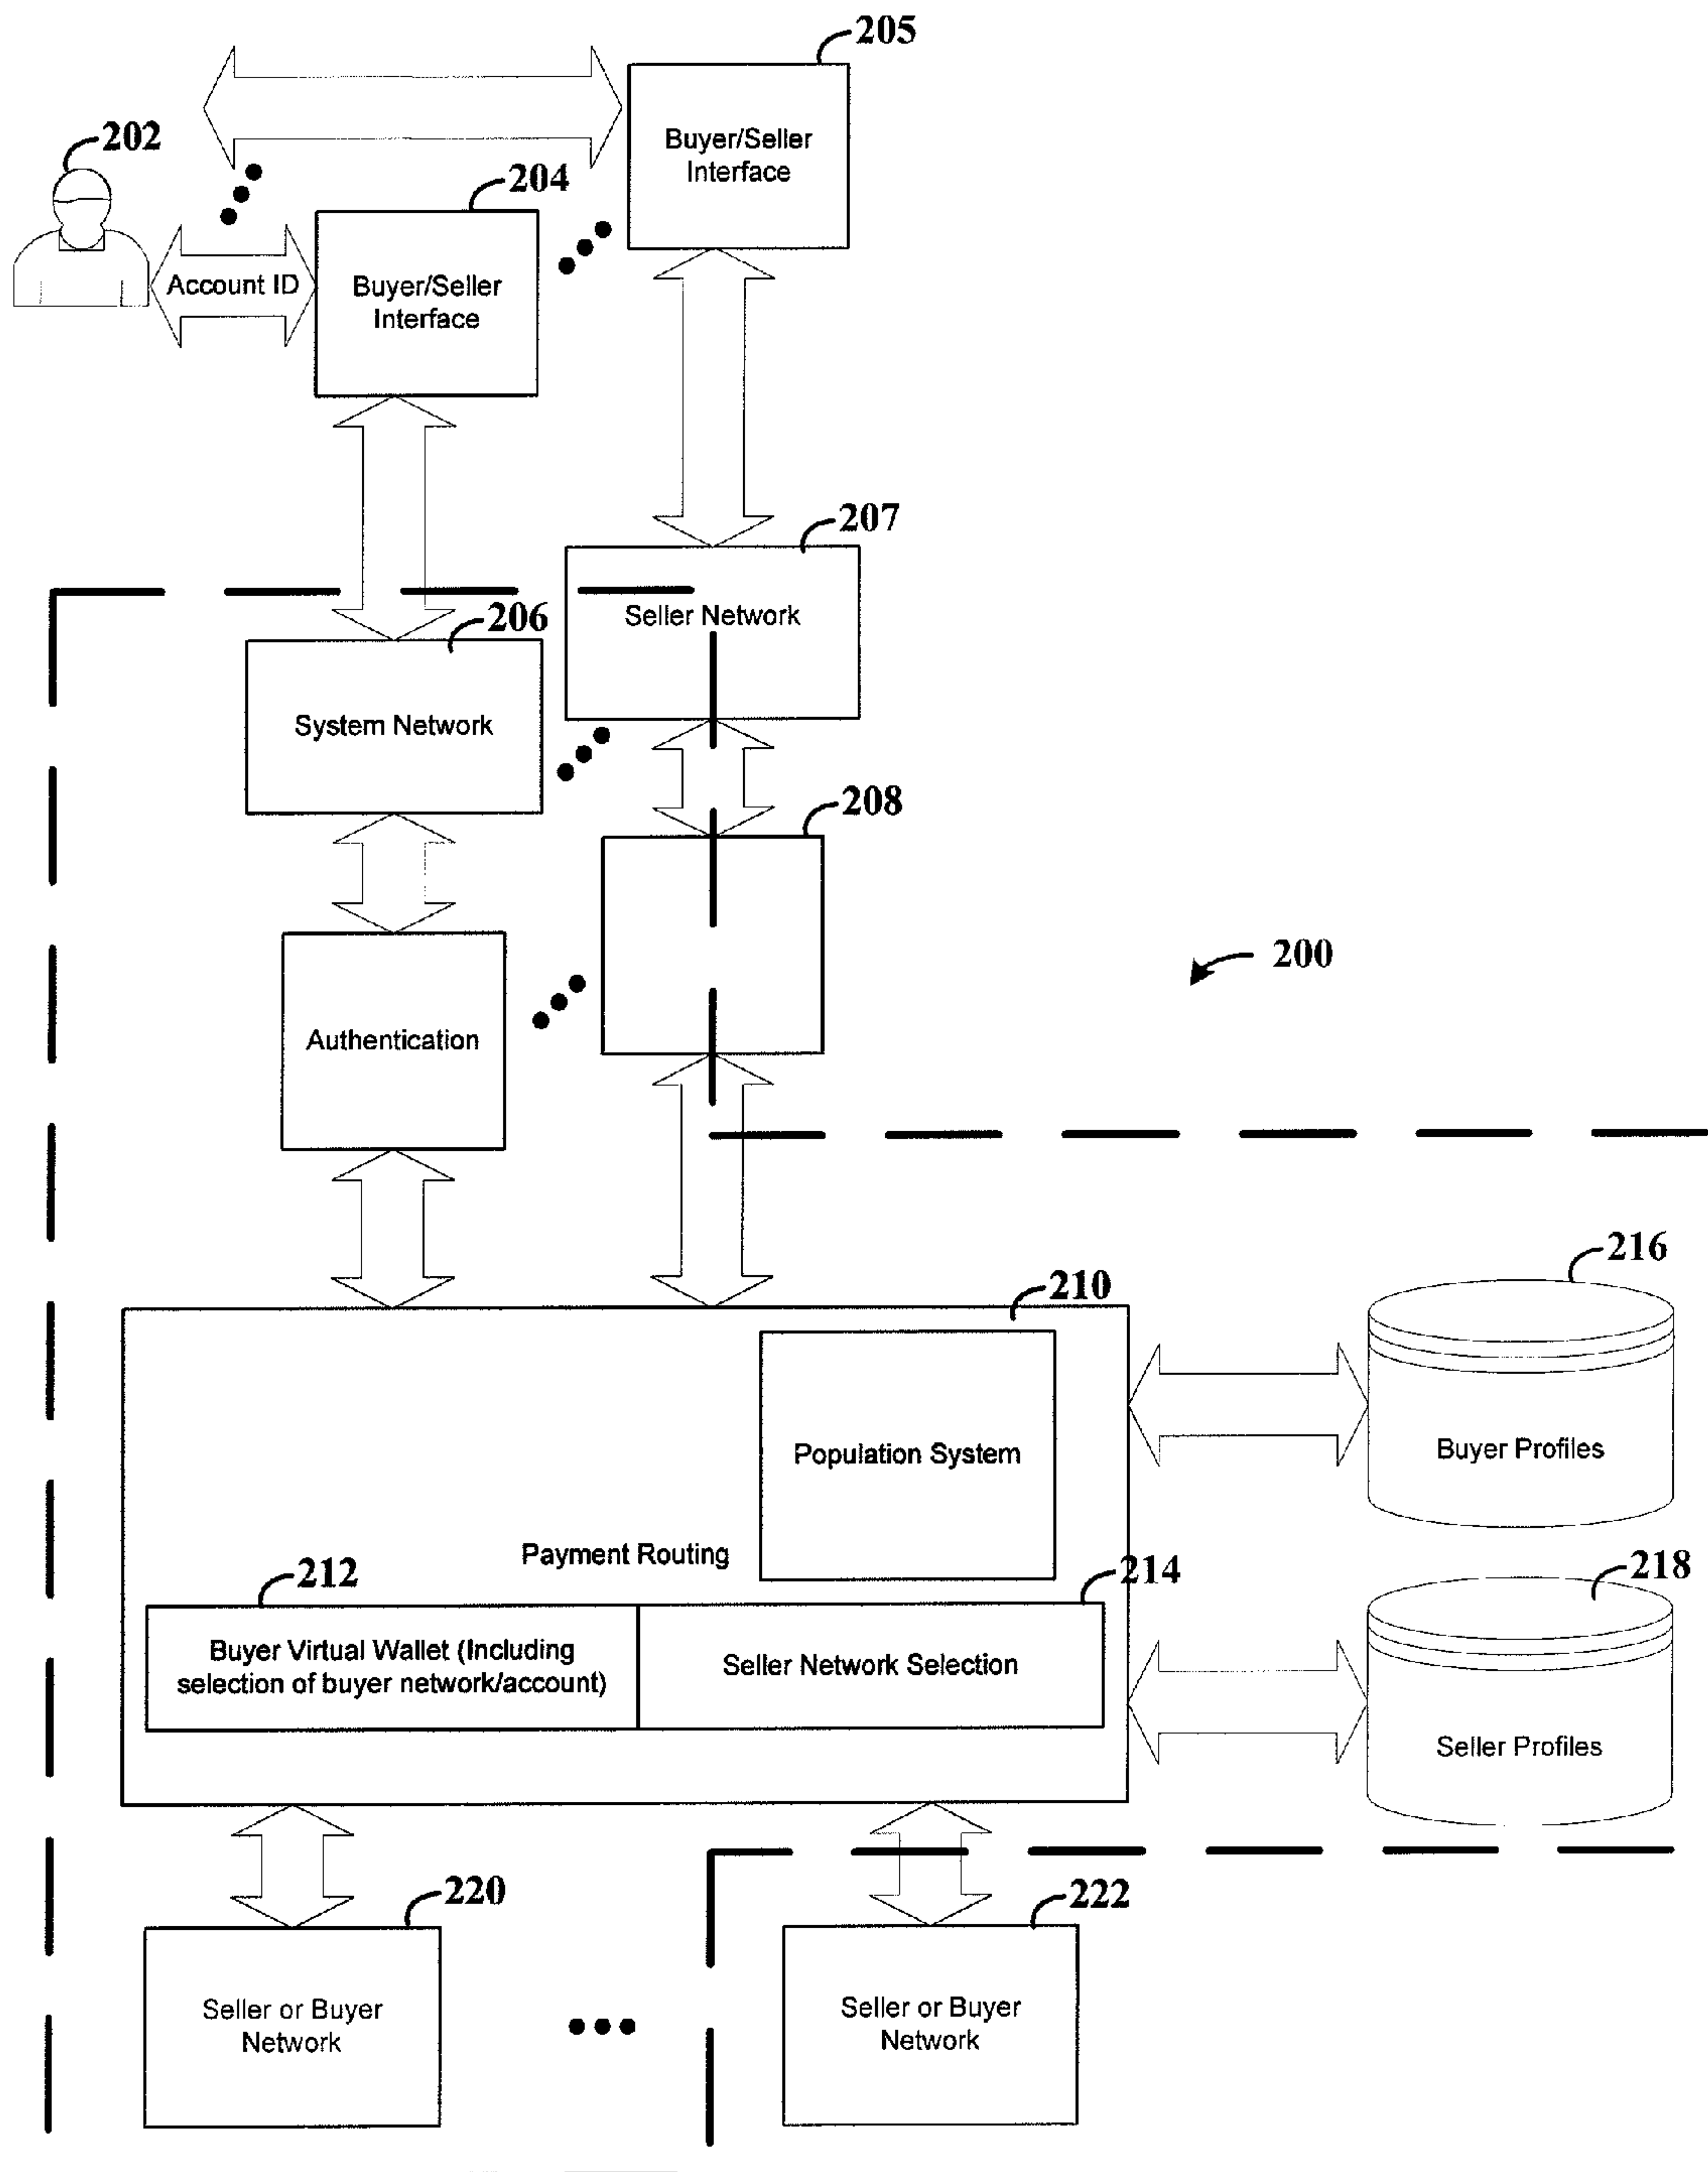 205
202
Buyer/Seller
Interface
204
Account ID
Buyer/Seller
Interface
207
Seller Network
206
System Network
208
200
Authentication
216
210
Population System
Buyer Profiles
Payment Routing
212
214
218
Buyer Virtual Wallet (Including
selection of buyer network/account)
Seller Network Selection
Seller Profiles
220
222
Seller or Buyer
Network
Seller or Buyer
Network